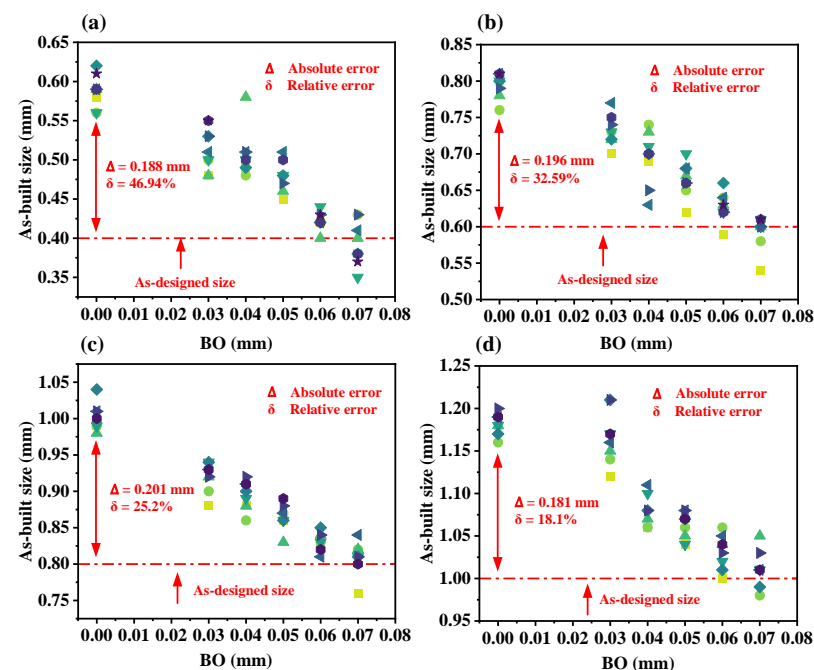 (a)
0.65
0.60
0.55
0.50
0.45
0.40
0.35
As-built size (mm)
Δ Absolute error
δ Relative error
Δ = 0.188 mm
δ = 46.94%
As-designed size
0.00 0.01 0.02 0.03 0.04 0.05 0.06 0.07 0.08
BO (mm)
(b)
0.85
0.80
0.75
0.70
0.65
0.60
0.55
0.50
As-built size (mm)
Δ Absolute error
δ Relative error
Δ = 0.196 mm
δ = 32.59%
As-designed size
0.00 0.01 0.02 0.03 0.04 0.05 0.06 0.07 0.08
BO (mm)
(c)
1.05
1.00
0.95
0.90
0.85
0.80
0.75
As-built size (mm)
Δ Absolute error
δ Relative error
Δ = 0.201 mm
δ = 25.2%
As-designed size
0.00 0.01 0.02 0.03 0.04 0.05 0.06 0.07 0.08
BO (mm)
(d)
1.25
1.20
1.15
1.10
1.05
1.00
0.95
As-built size (mm)
Δ Absolute error
δ Relative error
Δ = 0.181 mm
δ = 18.1%
As-designed size
0.00 0.01 0.02 0.03 0.04 0.05 0.06 0.07 0.08
BO (mm)